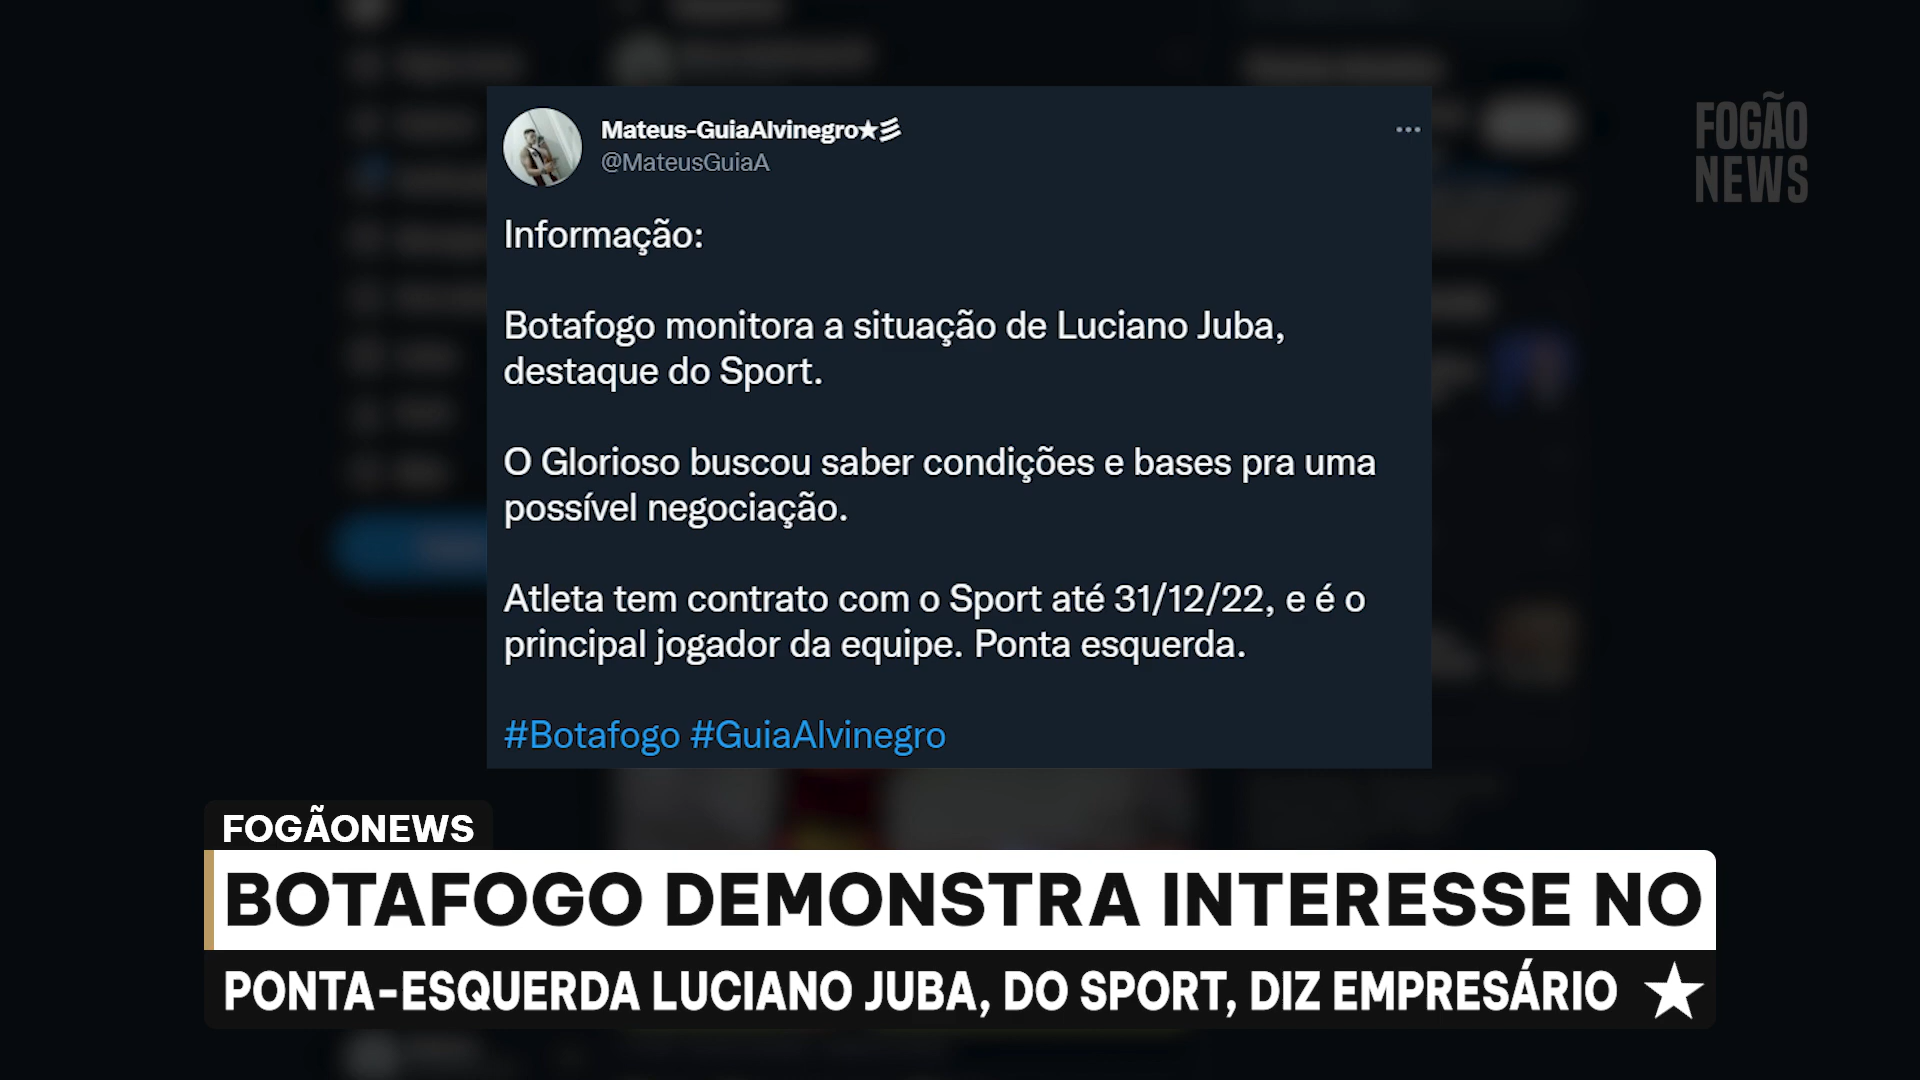 FOGÃO
NEWS
Mateus-GuiaAlvinegro★彡
@MateusGuiaA
Informação:
Botafogo monitora a situação de Luciano Juba,
destaque do Sport.
O Glorioso buscou saber condições e bases pra uma
possível negociação.
Atleta tem contrato com o Sport até 31/12/22, e é o
principal jogador da equipe. Ponta esquerda.
#Botafogo #GuiaAlvinegro
FOGÃONEWS
BOTAFOGO DEMONSTRA INTERESSE NO
PONTA-ESQUERDA LUCIANO JUBA, DO SPORT, DIZ EMPRESÁRIO